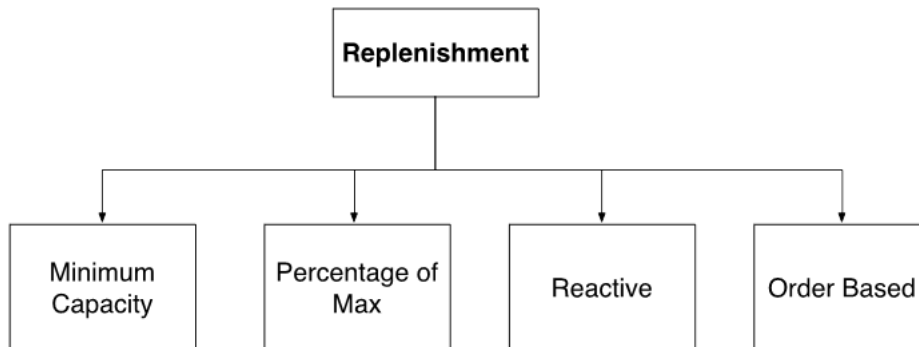 Replenishment
Minimum
Capacity
Percentage of
Max
Reactive
Order Based